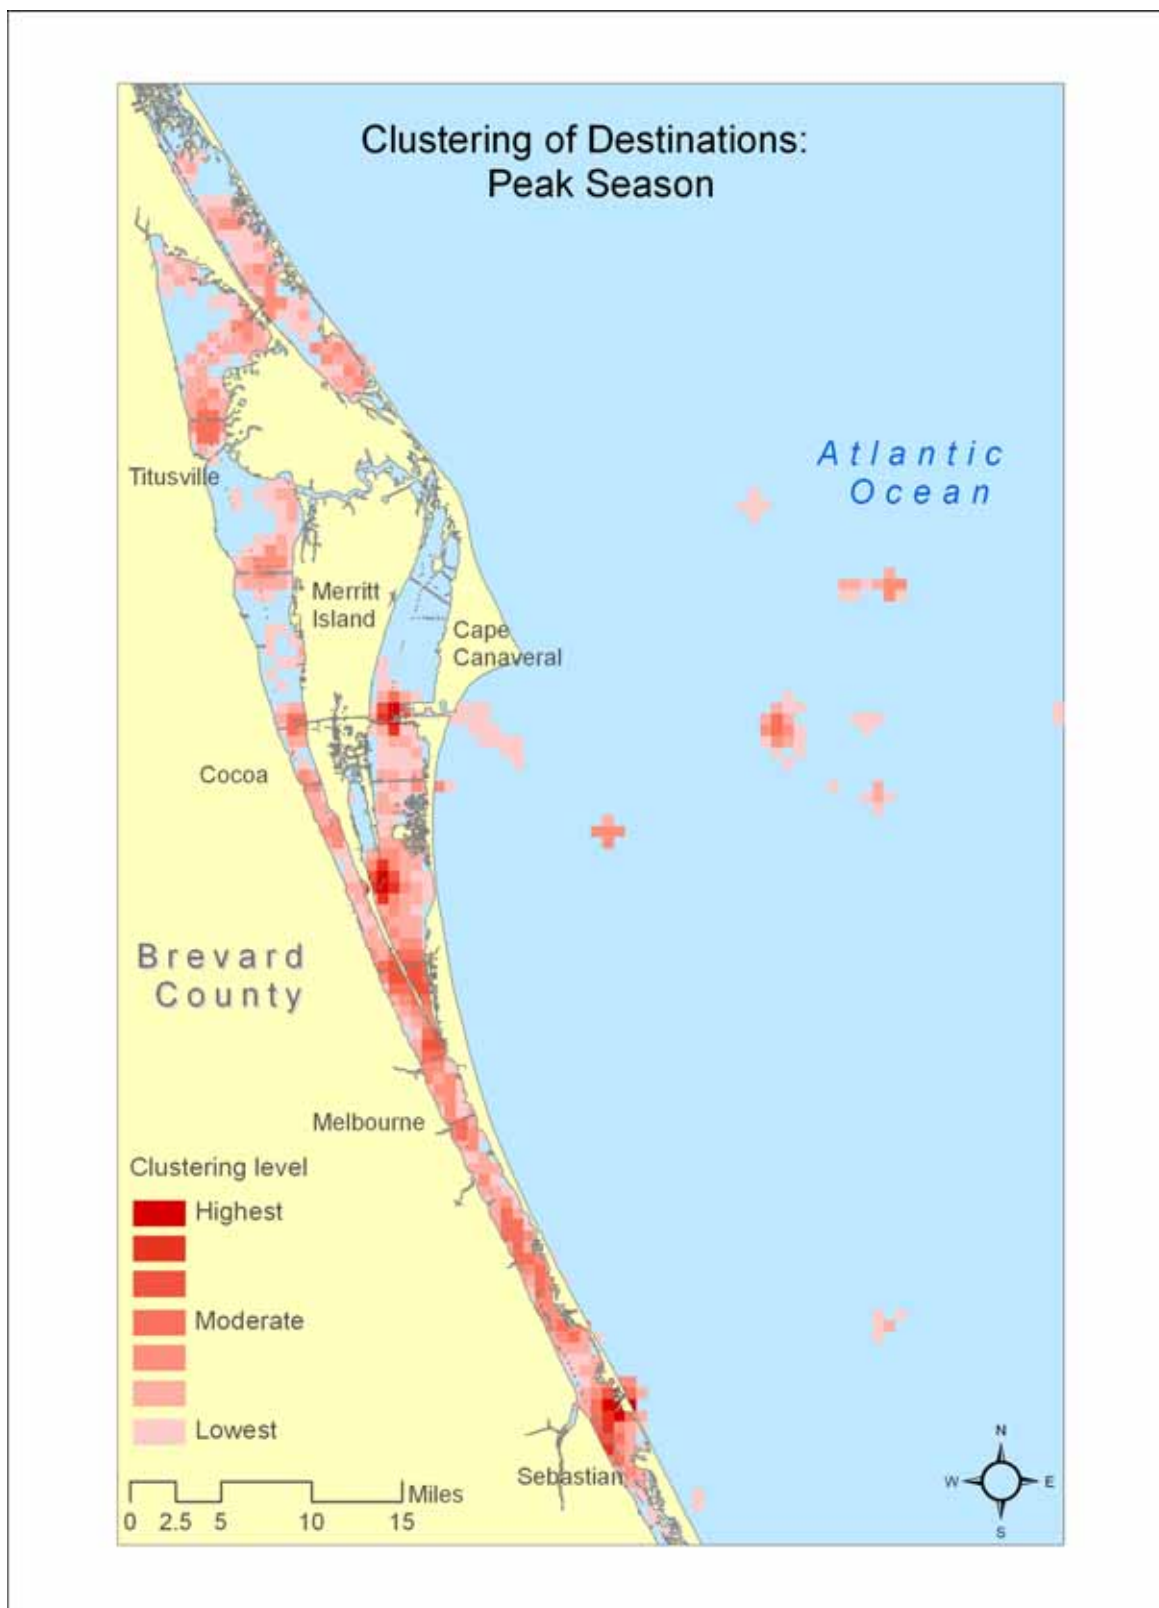 Clustering of Destinations:
Peak Season
Atlantic
Ocean
Titusville
Merritt
Island
Cape
Canaveral
Cocoa
Brevard
County
Melbourne
Clustering level
Highest
Moderate
Lowest
Sebastian
Miles
0 2.5 5 10 15
N
W E
S